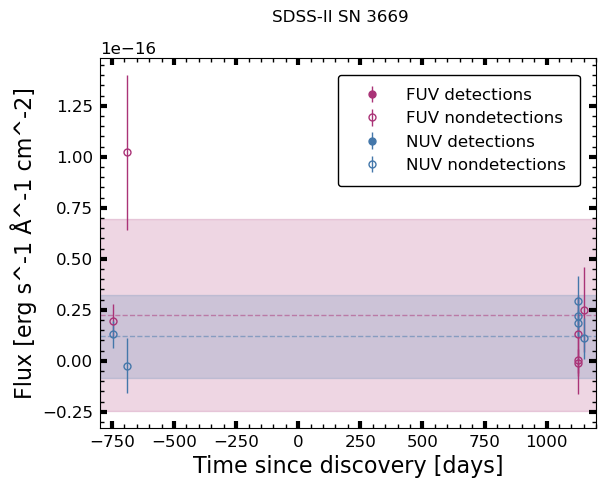 SDSS-II SN 3669
1e−16
Flux [erg s^-1 Å^-1 cm^-2]
1.25
1.00
0.75
0.50
0.25
0.00
−0.25
FUV detections
FUV nondetections
NUV detections
NUV nondetections
−750 −500 −250 0 250 500 750 1000
Time since discovery [days]